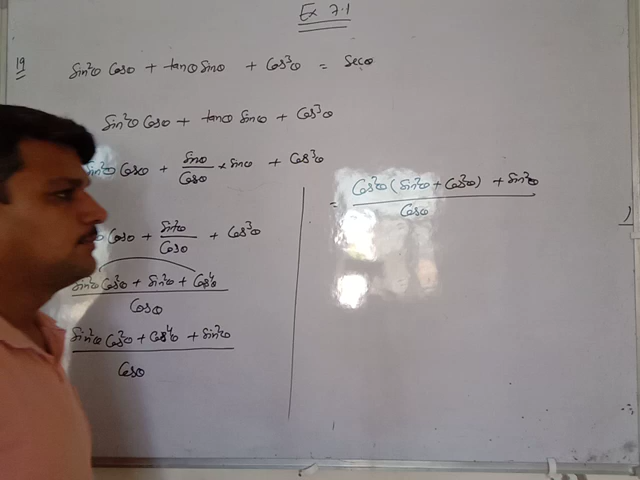 Ex 7.1
19 Sin²θ Cosθ + tanθ Sinθ + Cos³θ = Secθ
Sin²θ Cosθ + tanθ Sinθ + Cos³θ
Sin²θ Cosθ + Sinθ/Cosθ × Sinθ + Cos³θ
Cosθ + Sin²θ/Cosθ + Cos³θ
Sin²θ Cos²θ + Sin²θ + Cos⁴θ / Cosθ
Sin²θ Cos²θ + Cos⁴θ + Sin²θ / Cosθ
= Cos²θ (Sin²θ + Cos²θ) + Sin²θ / Cosθ